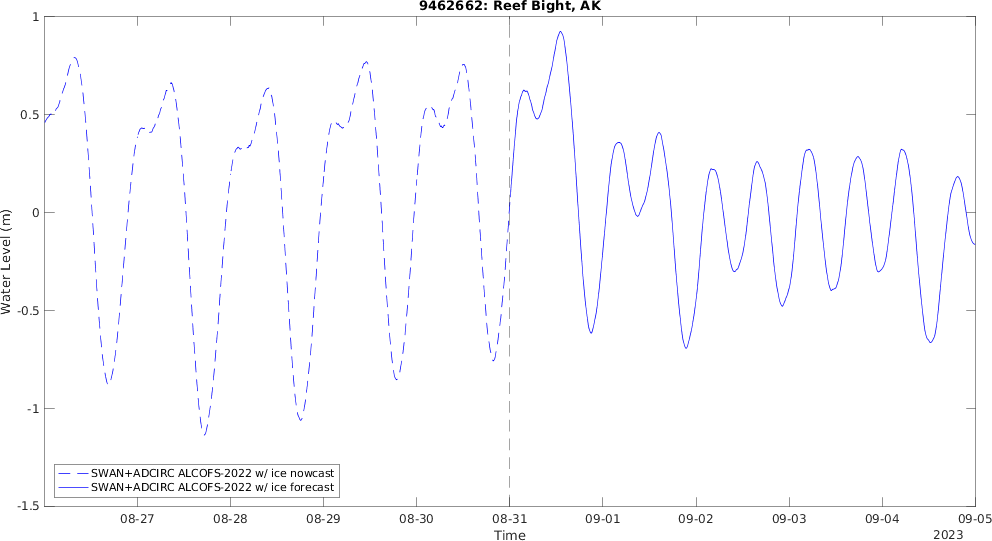 9462662: Reef Bight, AK
Water Level (m)
1
0.5
0
-0.5
-1
-1.5
SWAN+ADCIRC ALCOFS-2022 w/ ice nowcast
SWAN+ADCIRC ALCOFS-2022 w/ ice forecast
08-27 08-28 08-29 08-30 08-31 09-01 09-02 09-03 09-04 09-05
Time
2023